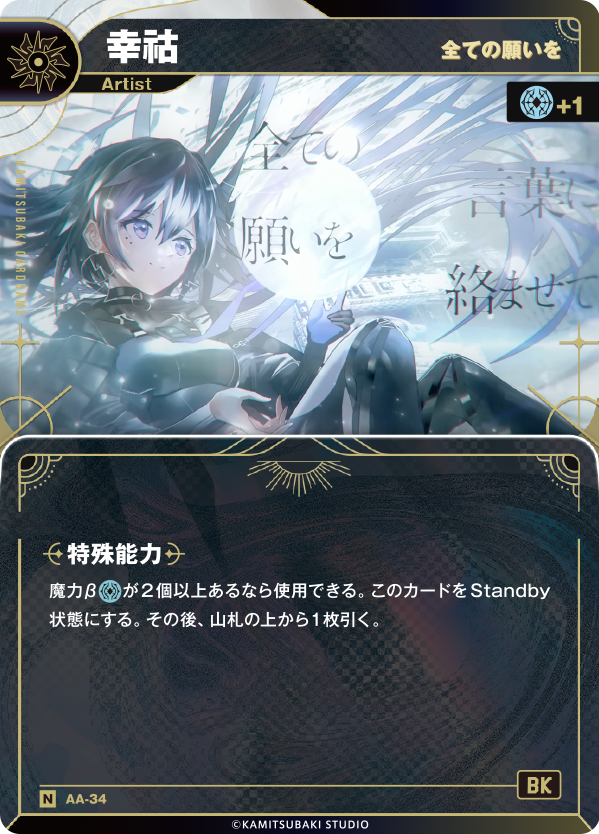 幸祜
全ての願いを
Artist
+1
KAMITSUBAKI CARD GAME
全ての
願いを
言葉に
絡ませて
特殊能力
魔力βが2個以上あるなら使用できる。このカードをStandby
状態にする。その後、山札の上から1枚引く。
BK
N AA-34
©KAMITSUBAKI STUDIO